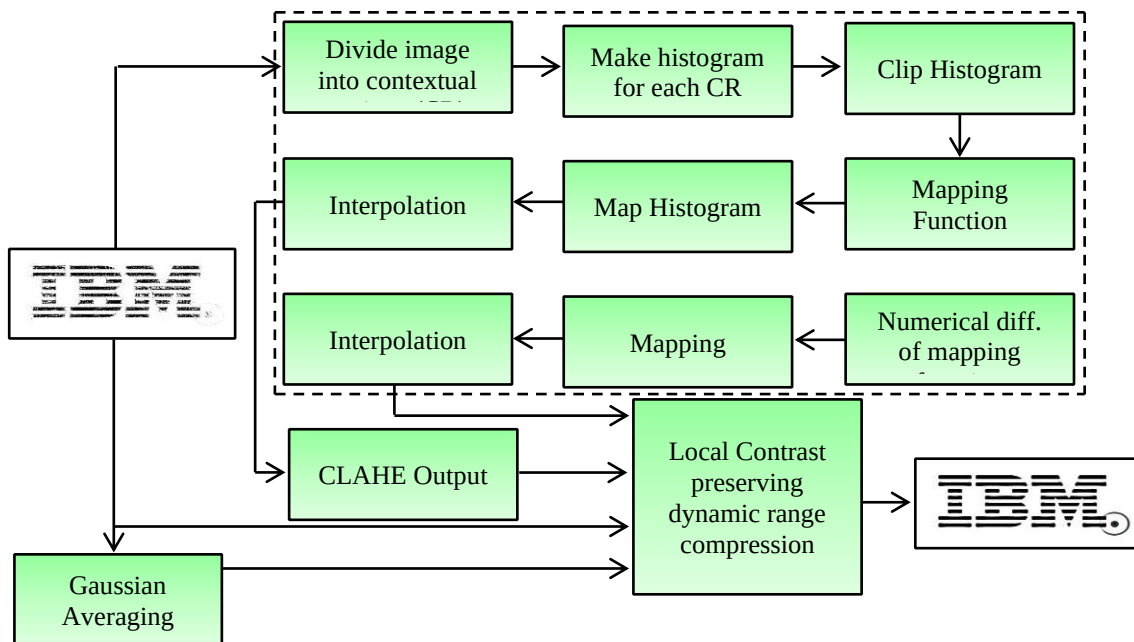 Divide image
into contextual
Make histogram
for each CR
Clip Histogram
Interpolation
Map Histogram
Mapping
Function
IBM
Interpolation
Mapping
Numerical diff.
of mapping
CLAHE Output
Local Contrast
preserving
dynamic range
compression
IBM
Gaussian
Averaging